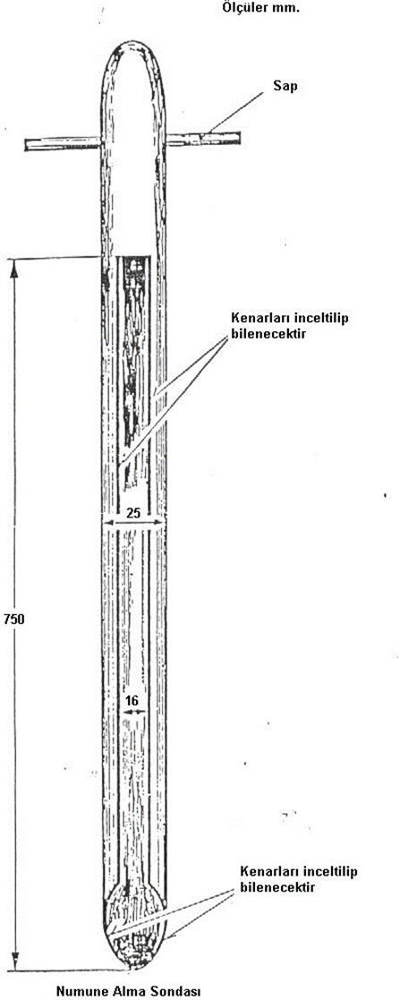 Ölçüler mm.
Sap
Kenarları inceltilip
bilenecektir
25
750
16
Kenarları inceltilip
bilenecektir
Numune Alma Sondası